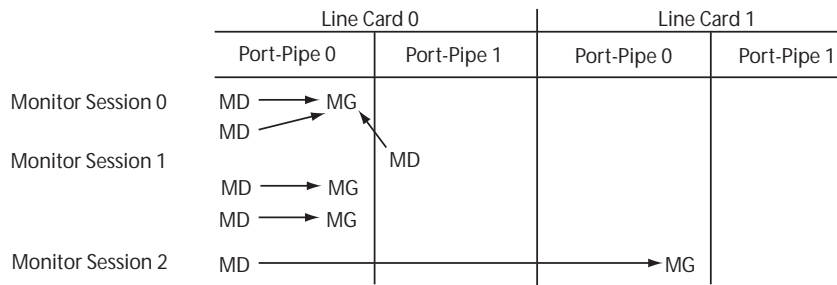 Line Card 0 Line Card 1
Port-Pipe 0 Port-Pipe 1 Port-Pipe 0 Port-Pipe 1
Monitor Session 0 MD MG
MD
Monitor Session 1 MD
MD MG
MD MG
Monitor Session 2 MD MG